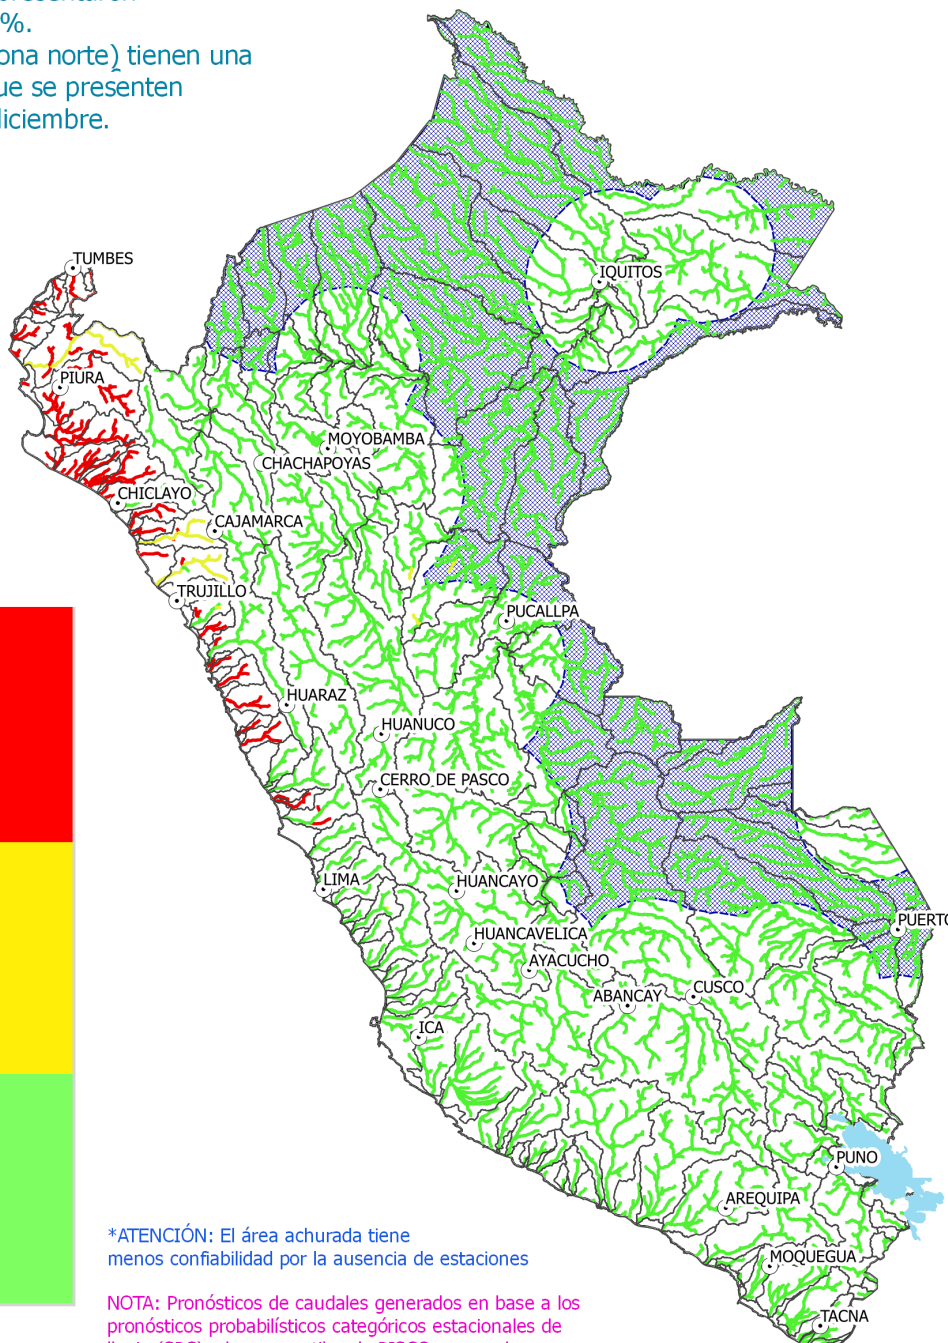 %.
ona norte) tienen una
ue se presenten
diciembre.
TUMBES
IQUITOS
PIURA
MOYOBAMBA
CHACHAPOYAS
CHICLAYO
CAJAMARCA
TRUJILLO
PUCALLPA
HUARAZ
HUANUCO
CERRO DE PASCO
LIMA
HUANCAYO
PUERTO
HUANCAVELICA
AYACUCHO
CUSCO
ABANCAY
ICA
PUNO
AREQUIPA
MOQUEGUA
TACNA
*ATENCIÓN: El área achurada tiene
menos confiabilidad por la ausencia de estaciones
NOTA: Pronósticos de caudales generados en base a los
pronósticos probabilísticos categóricos estacionales de